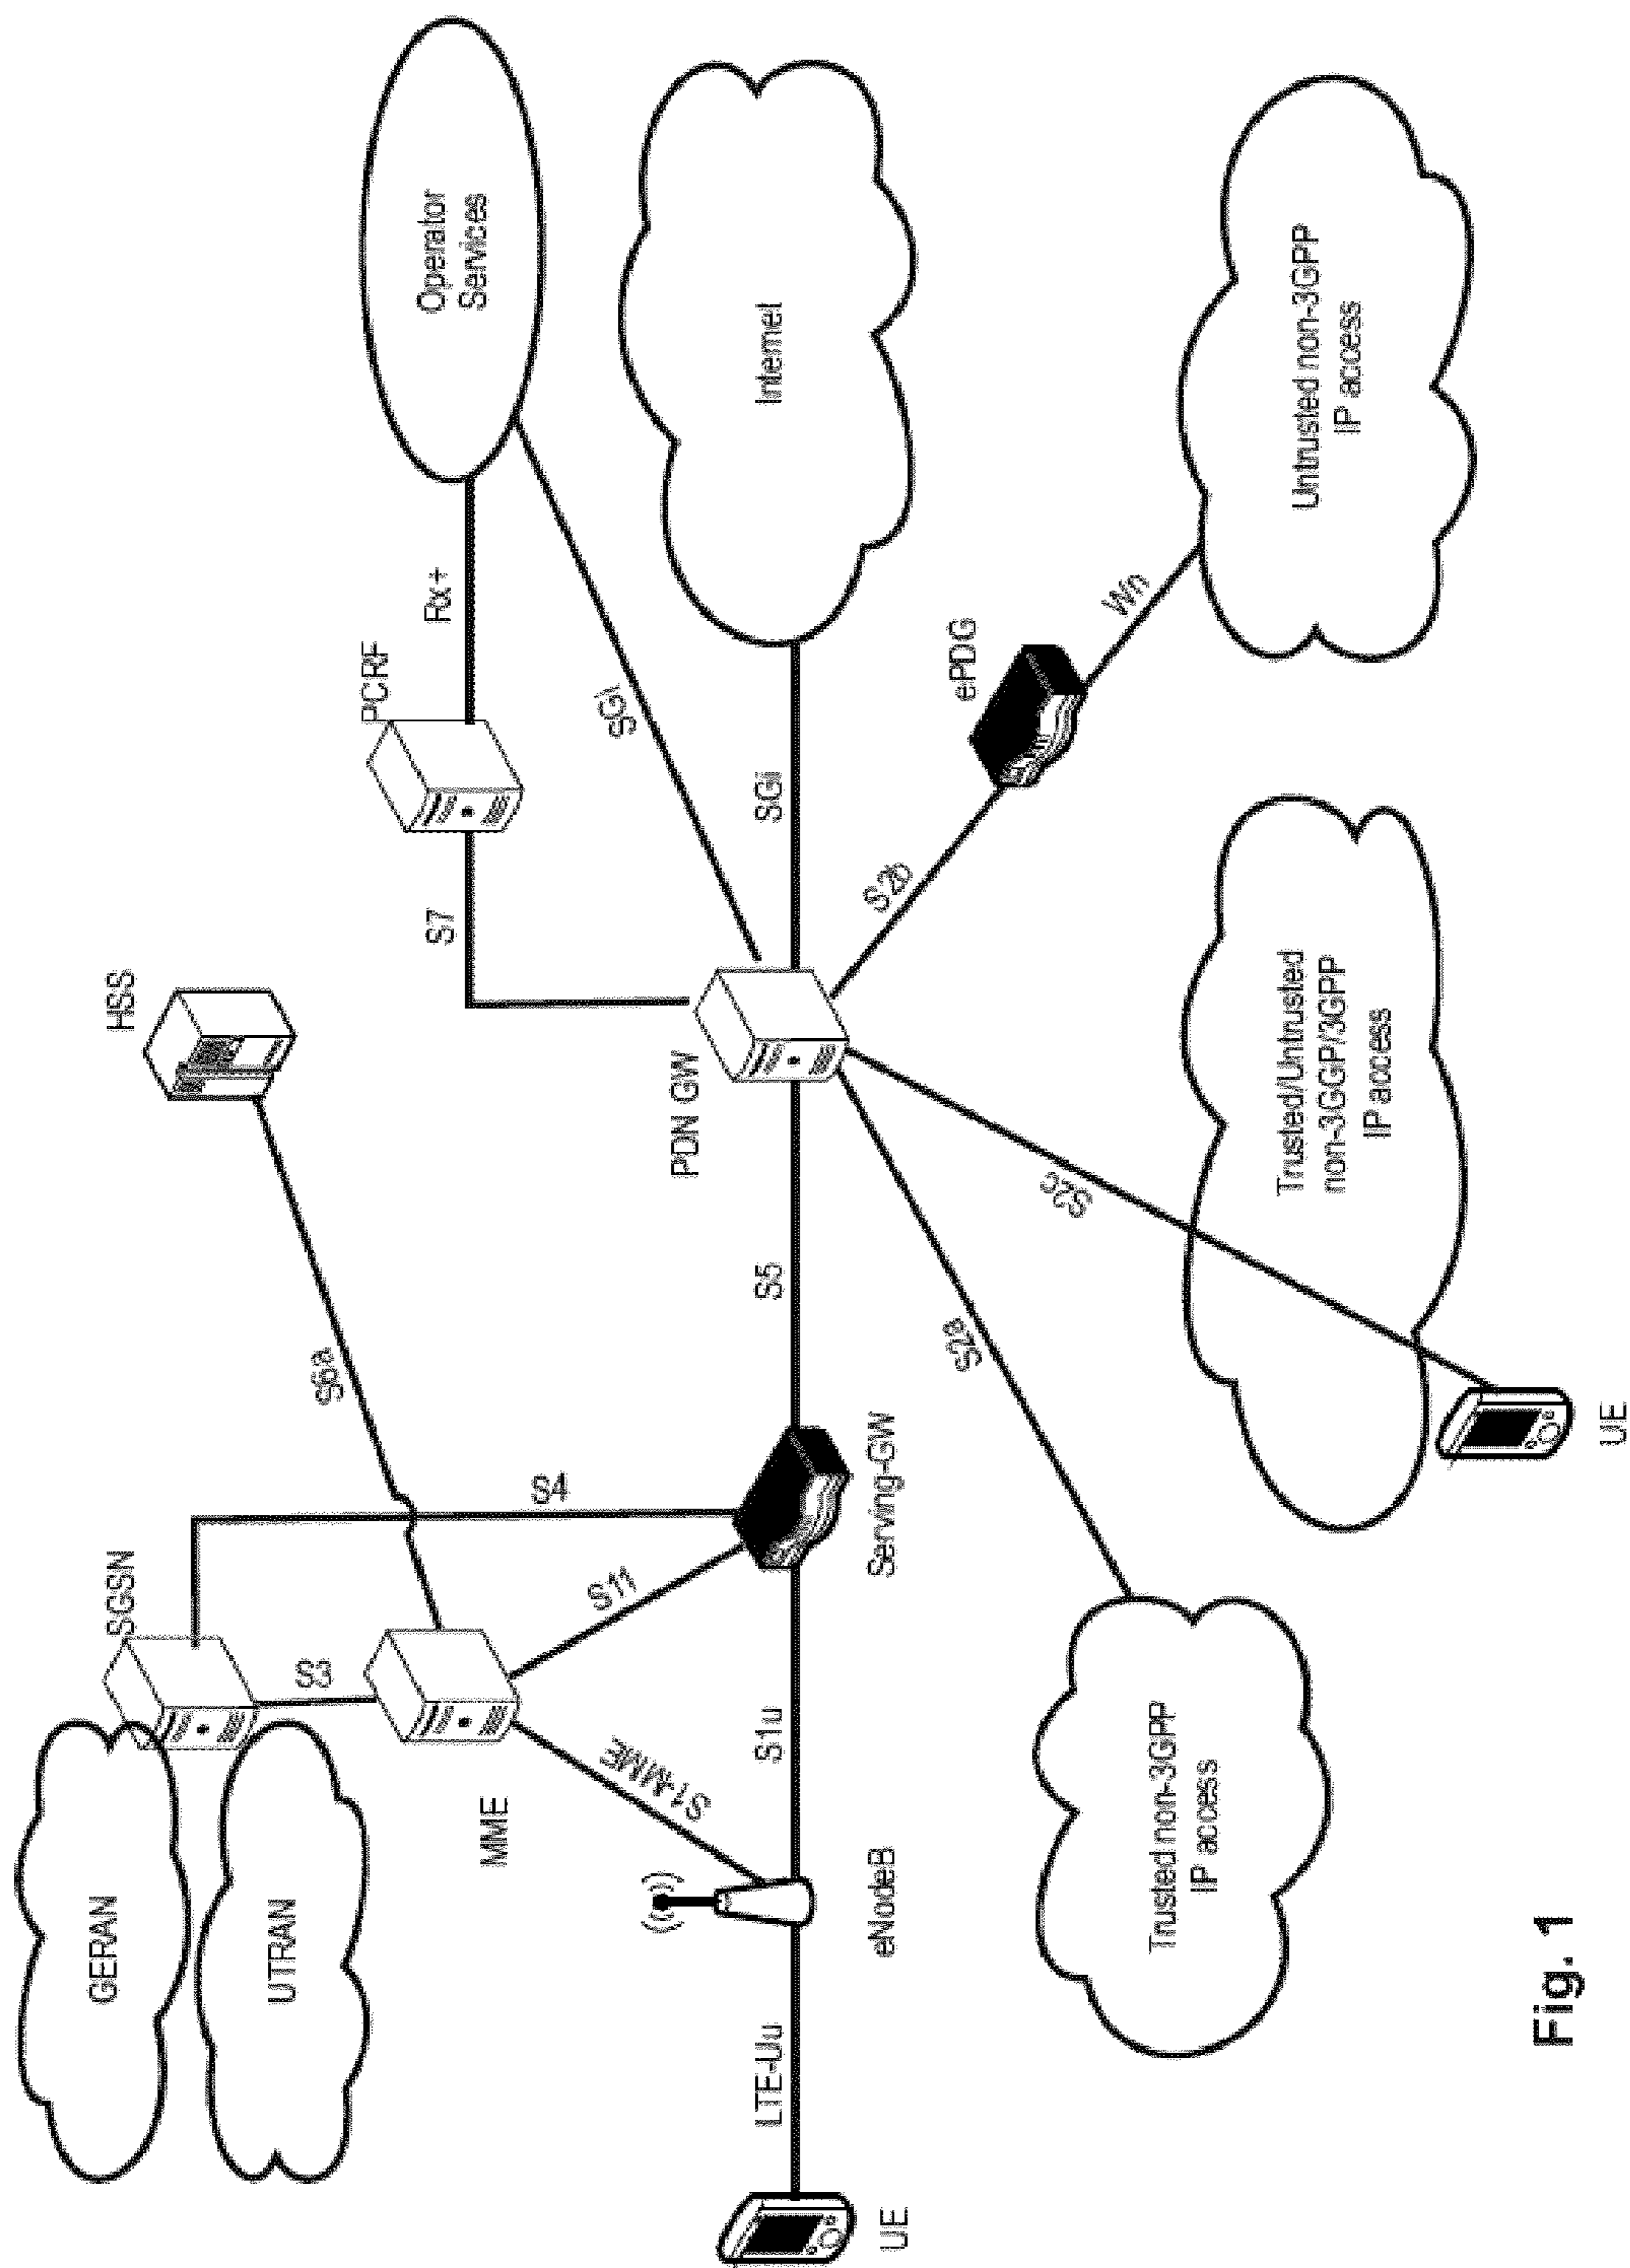 GERAN
UTRAN
SGSN
HSS
S3
S6a
S4
MME
S11
S1-MME
PCRF
S7
Rx+
Operator
Services
SGi
UE
LTE-Uu
eNodeB
S1u
Serving-GW
S5
PDN GW
SGi
Internet
S2a
S2c
S2b
ePDG
Wn
Trusted non-3GPP
IP access
Trusted/Untrusted
non-3GGP/3GPP
IP access
Untrusted non-3GPP
IP access
UE
Fig. 1